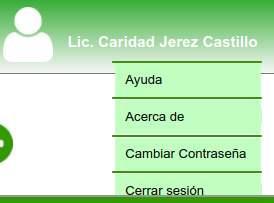 Lic. Caridad Jerez Castillo
Ayuda
Acerca de
Cambiar Contraseña
Cerrar sesión